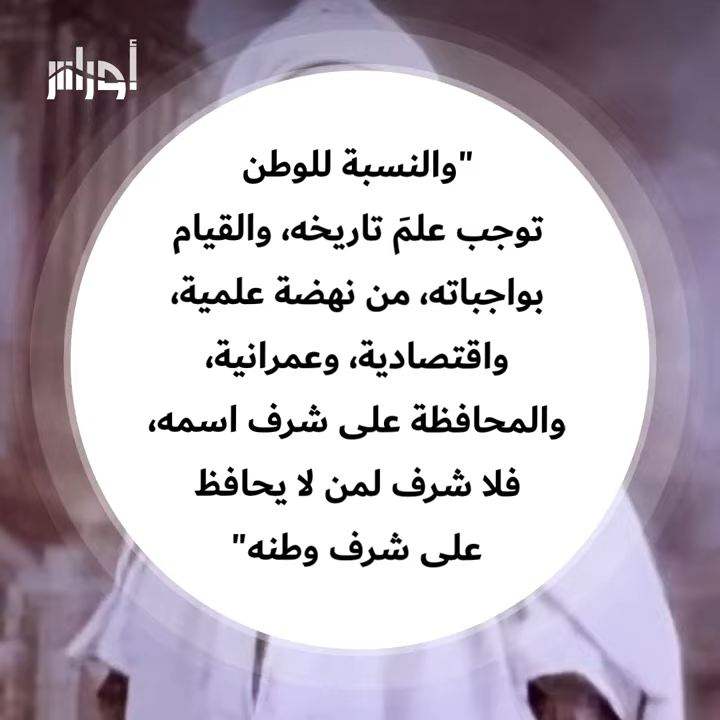 أوراس
"والنسبة للوطن
توجب علمَ تاريخه، والقيام
بواجباته، من نهضة علمية،
واقتصادية، وعمرانية،
والمحافظة على شرف اسمه،
فلا شرف لمن لا يحافظ
على شرف وطنه"